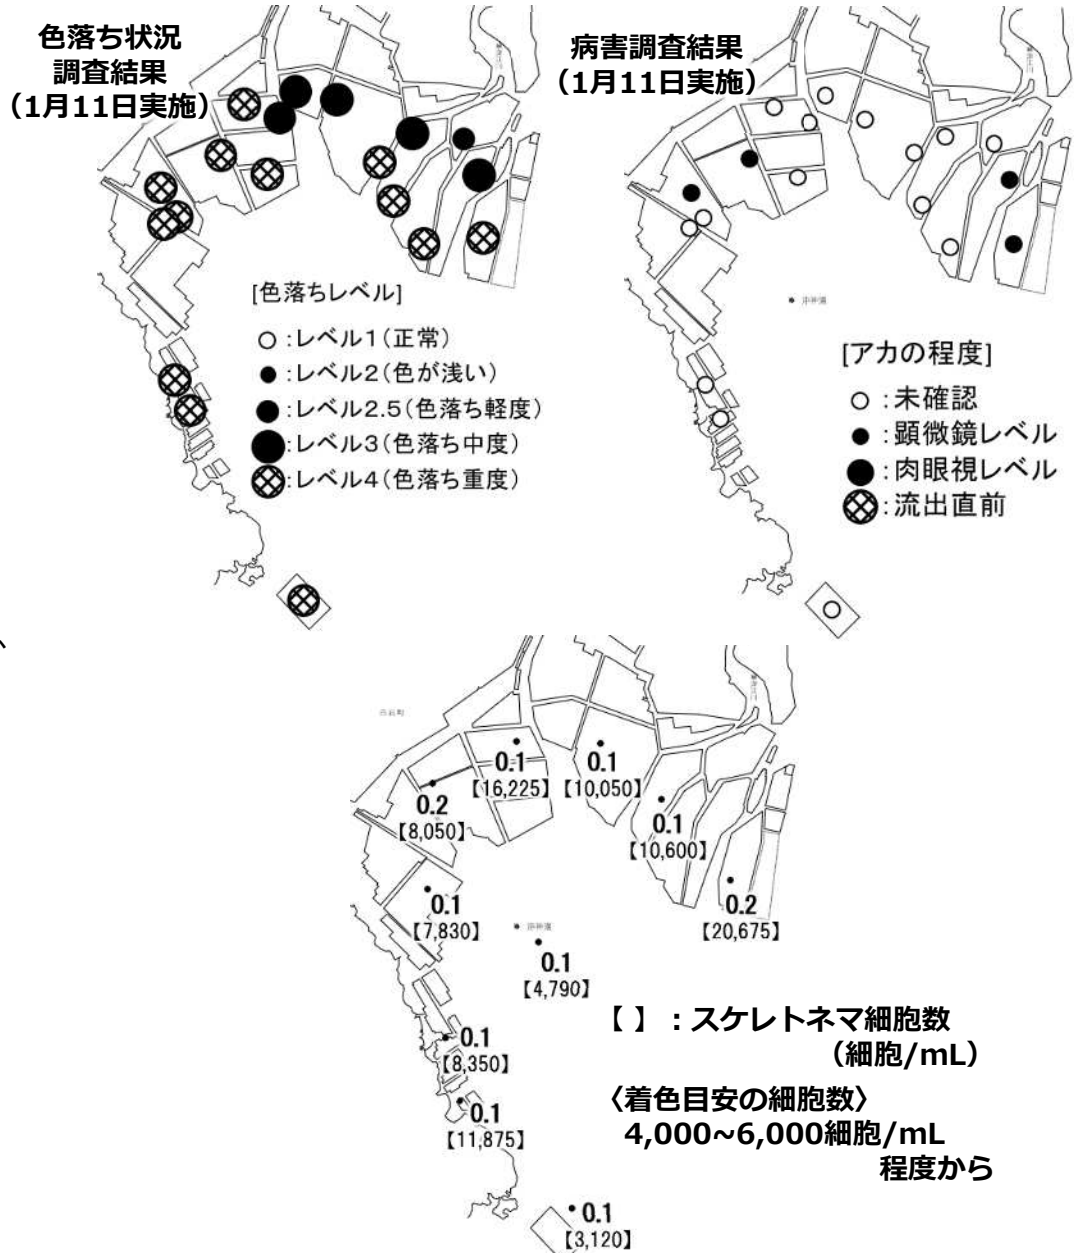 色落ち状況
調査結果
（1月11日実施）
病害調査結果
（1月11日実施）
[色落ちレベル]
○:レベル1(正常)
●:レベル2(色が浅い)
●:レベル2.5(色落ち軽度)
●:レベル3(色落ち中度)
:レベル4(色落ち重度)
[アカの程度]
○:未確認
●:顕微鏡レベル
●:肉眼視レベル
:流出直前
、
0.1
【16,225】
0.1
【10,050】
0.2
【8,050】
0.1
【10,600】
0.1
【7,830】
0.2
【20,675】
0.1
【4,790】
0.1
【8,350】
0.1
【11,875】
0.1
【3,120】
【 】：スケレトネマ細胞数
（細胞/mL）
〈着色目安の細胞数〉
4,000~6,000細胞/mL
程度から